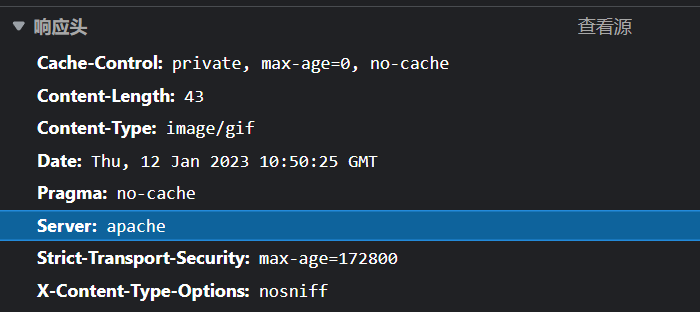 响应头 查看源
Cache-Control: private, max-age=0, no-cache
Content-Length: 43
Content-Type: image/gif
Date: Thu, 12 Jan 2023 10:50:25 GMT
Pragma: no-cache
Server: apache
Strict-Transport-Security: max-age=172800
X-Content-Type-Options: nosniff